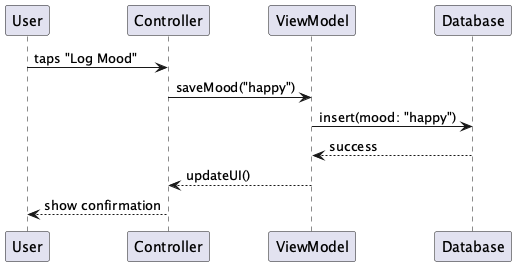 User Controller ViewModel Database
taps "Log Mood"
saveMood("happy")
insert(mood: "happy")
success
updateUI()
show confirmation
User Controller ViewModel Database